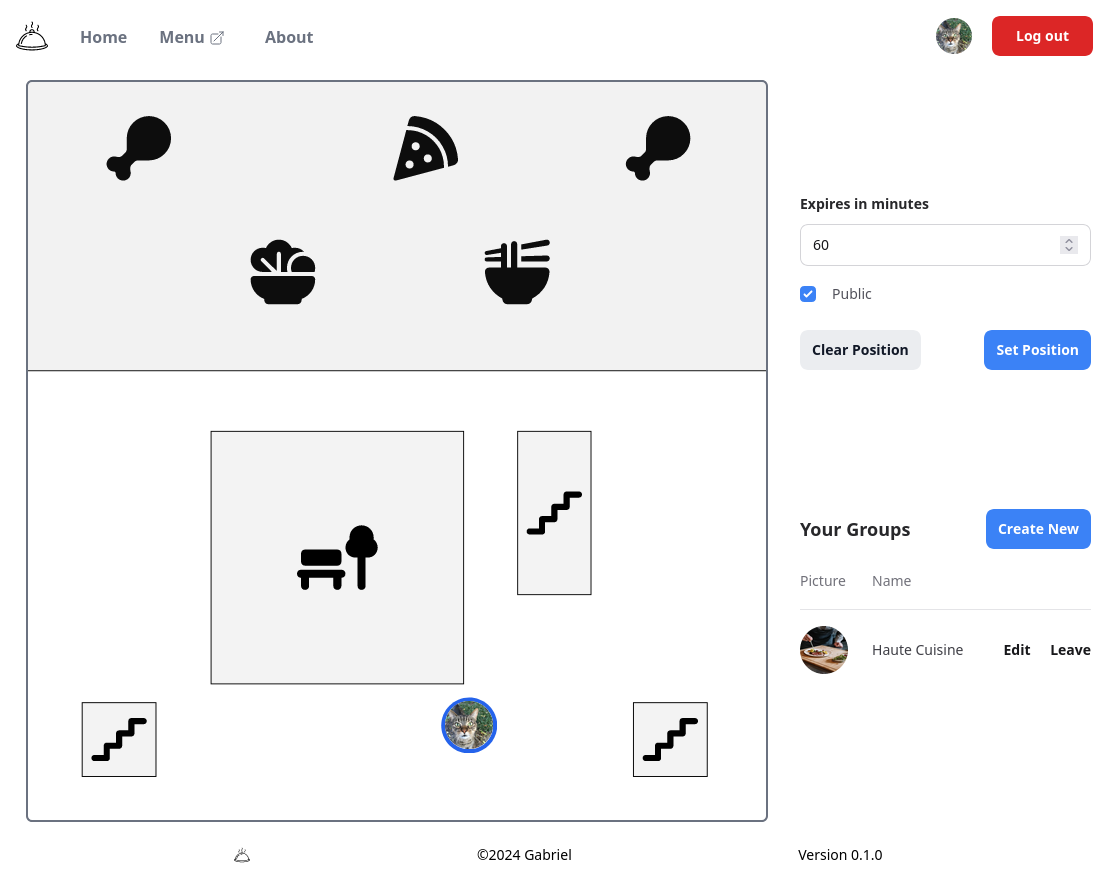 Home
Menu
About
Log out
Expires in minutes
60
Public
Clear Position
Set Position
Your Groups
Create New
Picture
Name
Haute Cuisine
Edit
Leave
©2024 Gabriel
Version 0.1.0